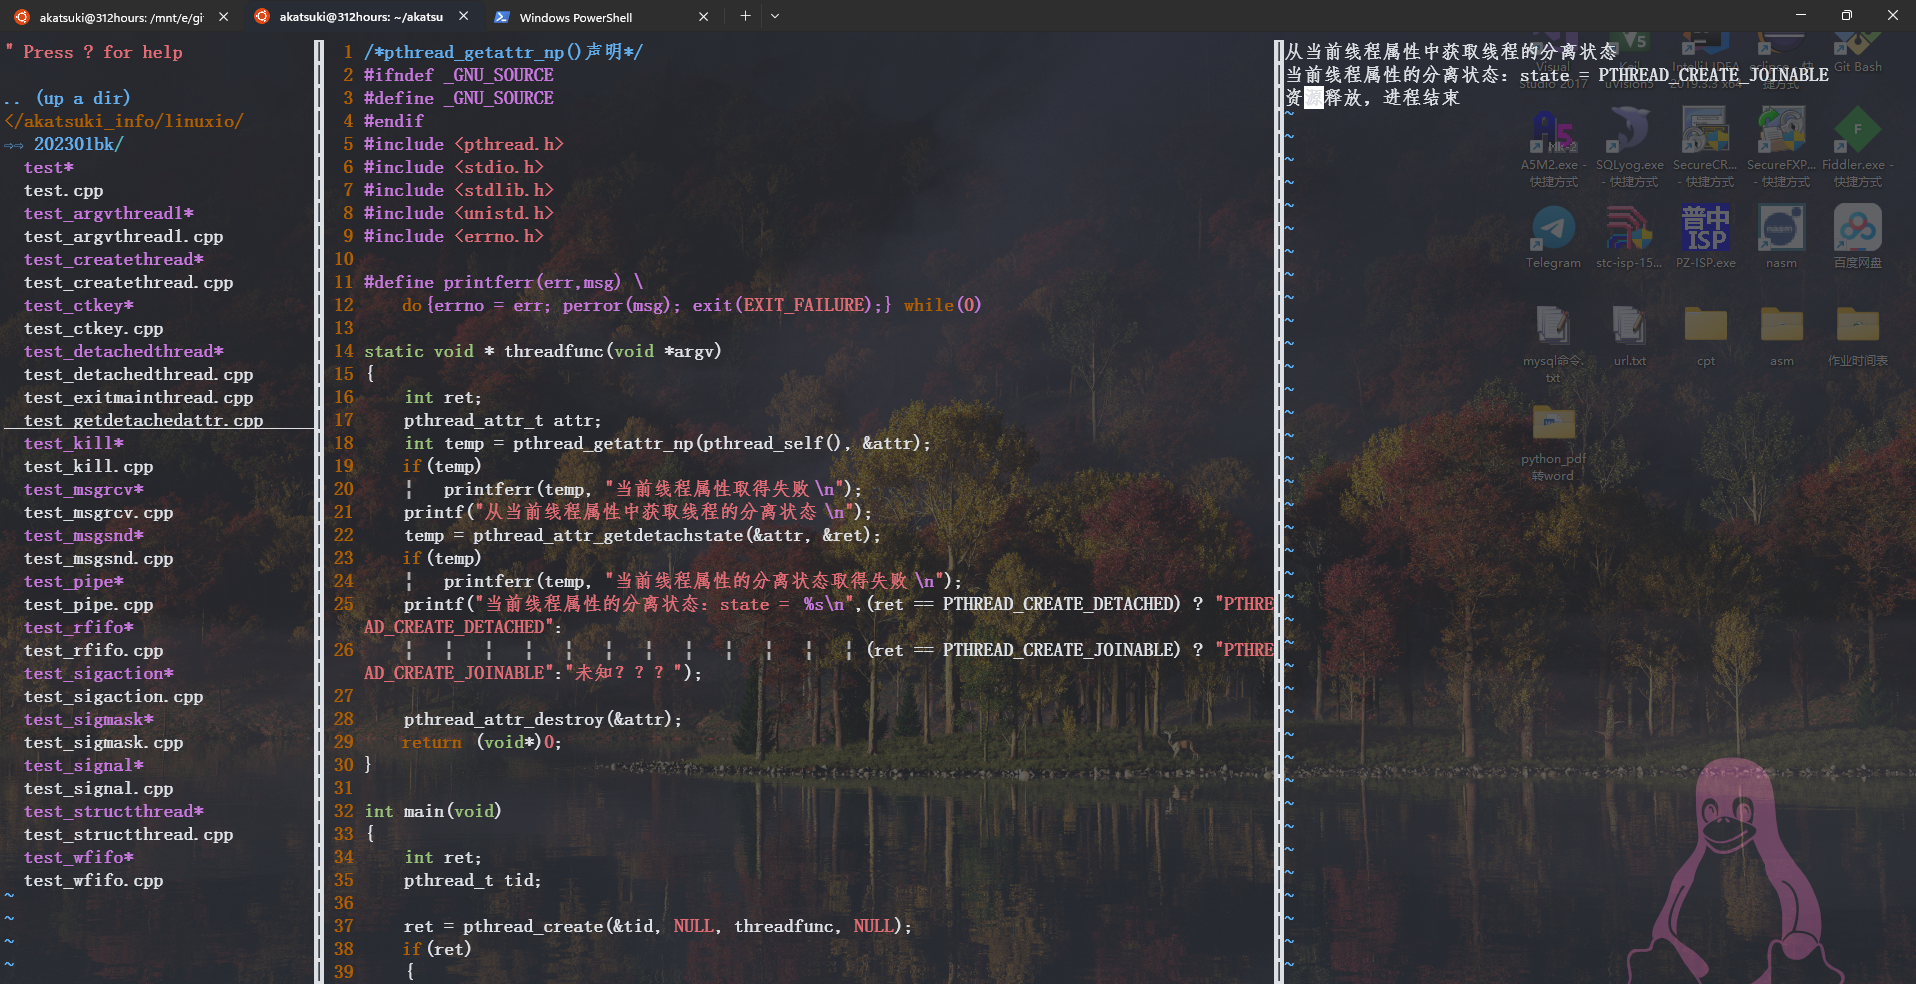 akatsuki@312hours: /mnt/e/gi
akatsuki@312hours: ~/akatsu
Windows PowerShell
" Press ? for help
.. (up a dir)
</akatsuki_info/linuxio/
202301bk/
test*
test.cpp
test_argvthread1*
test_argvthread1.cpp
test_createthread*
test_createthread.cpp
test_ctkey*
test_ctkey.cpp
test_detachedthread*
test_detachedthread.cpp
test_exitmainthread.cpp
test_getdetachedattr.cpp
test_kill*
test_kill.cpp
test_msgrcv*
test_msgrcv.cpp
test_msgsnd*
test_msgsnd.cpp
test_pipe*
test_pipe.cpp
test_rfifo*
test_rfifo.cpp
test_sigaction*
test_sigaction.cpp
test_sigmask*
test_sigmask.cpp
test_signal*
test_signal.cpp
test_structthread*
test_structthread.cpp
test_wfifo*
test_wfifo.cpp
~
~
~
~
1 /*pthread_getattr_np()声明*/
2 #ifndef _GNU_SOURCE
3 #define _GNU_SOURCE
4 #endif
5 #include <pthread.h>
6 #include <stdio.h>
7 #include <stdlib.h>
8 #include <unistd.h>
9 #include <errno.h>
10
11 #define printferr(err,msg) \
12 do{errno = err; perror(msg); exit(EXIT_FAILURE);} while(0)
13
14 static void * threadfunc(void *argv)
15 {
16 int ret;
17 pthread_attr_t attr;
18 int temp = pthread_getattr_np(pthread_self(), &attr);
19 if(temp)
20 ¦ printferr(temp, "当前线程属性取得失败\n");
21 printf("从当前线程属性中获取线程的分离状态\n");
22 temp = pthread_attr_getdetachstate(&attr, &ret);
23 if(temp)
24 ¦ printferr(temp, "当前线程属性的分离状态取得失败\n");
25 printf("当前线程属性的分离状态：state = %s\n",(ret == PTHREAD_CREATE_DETACHED) ? "PTHRE
AD_CREATE_DETACHED":
26 ¦ ¦ ¦ ¦ ¦ ¦ ¦ ¦ ¦ ¦ ¦ ¦ (ret == PTHREAD_CREATE_JOINABLE) ? "PTHRE
AD_CREATE_JOINABLE":"未知？？？");
27
28 pthread_attr_destroy(&attr);
29 return (void*)0;
30 }
31
32 int main(void)
33 {
34 int ret;
35 pthread_t tid;
36
37 ret = pthread_create(&tid, NULL, threadfunc, NULL);
38 if(ret)
39 {
从当前线程属性中获取线程的分离状态
当前线程属性的分离状态：state = PTHREAD_CREATE_JOINABLE
资源释放，进程结束
Visual
Studio 2017
Keil
uVision5
IntelliJ IDEA
2019.3.3 x64
eclipse - 快
捷方式
Git Bash
A5M2.exe -
快捷方式
SQLyog.exe
- 快捷方式
SecureCR...
- 快捷方式
SecureFXP...
- 快捷方式
Fiddler.exe -
快捷方式
Telegram
stc-isp-15...
普中
ISP
PZ-ISP.exe
nasm
百度网盘
mysql命令.
txt
url.txt
cpt
asm
作业时间表
python_pdf
转word